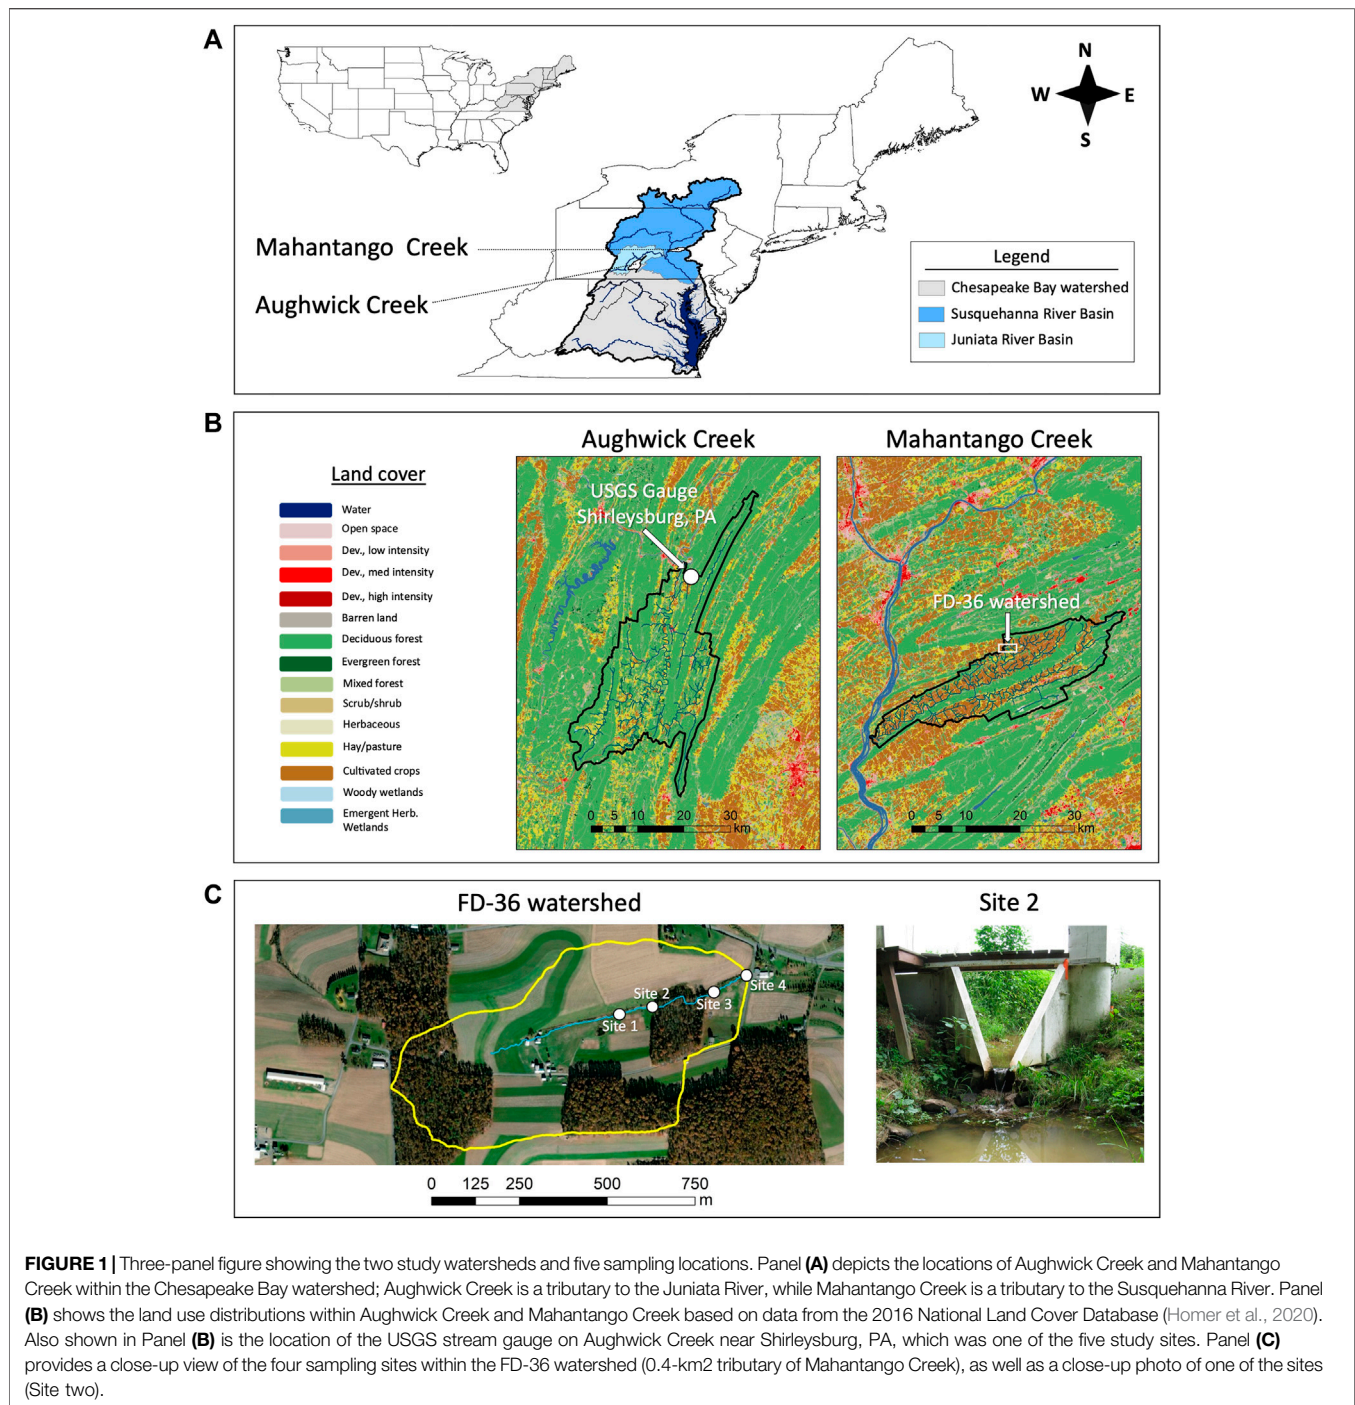 A
N
W E
S
Mahantango Creek
Aughwick Creek
Legend
Chesapeake Bay watershed
Susquehanna River Basin
Juniata River Basin
B
Aughwick Creek
Mahantango Creek
Land cover
Water
Open space
Dev., low intensity
Dev., med intensity
Dev., high intensity
Barren land
Deciduous forest
Evergreen forest
Mixed forest
Scrub/shrub
Herbaceous
Hay/pasture
Cultivated crops
Woody wetlands
Emergent Herb.
Wetlands
USGS Gauge
Shirleysburg, PA
0 5 10 20 30
km
FD-36 watershed
0 5 10 20 30
km
C
FD-36 watershed
Site 2
Site 1
Site 2
Site 3
Site 4
0 125 250 500 750
m
FIGURE 1 | Three-panel figure showing the two study watersheds and five sampling locations. Panel (A) depicts the locations of Aughwick Creek and Mahantango
Creek within the Chesapeake Bay watershed; Aughwick Creek is a tributary to the Juniata River, while Mahantango Creek is a tributary to the Susquehanna River. Panel
(B) shows the land use distributions within Aughwick Creek and Mahantango Creek based on data from the 2016 National Land Cover Database (Homer et al., 2020).
Also shown in Panel (B) is the location of the USGS stream gauge on Aughwick Creek near Shirleysburg, PA, which was one of the five study sites. Panel (C)
provides a close-up view of the four sampling sites within the FD-36 watershed (0.4-km2 tributary of Mahantango Creek), as well as a close-up photo of one of the sites
(Site two).